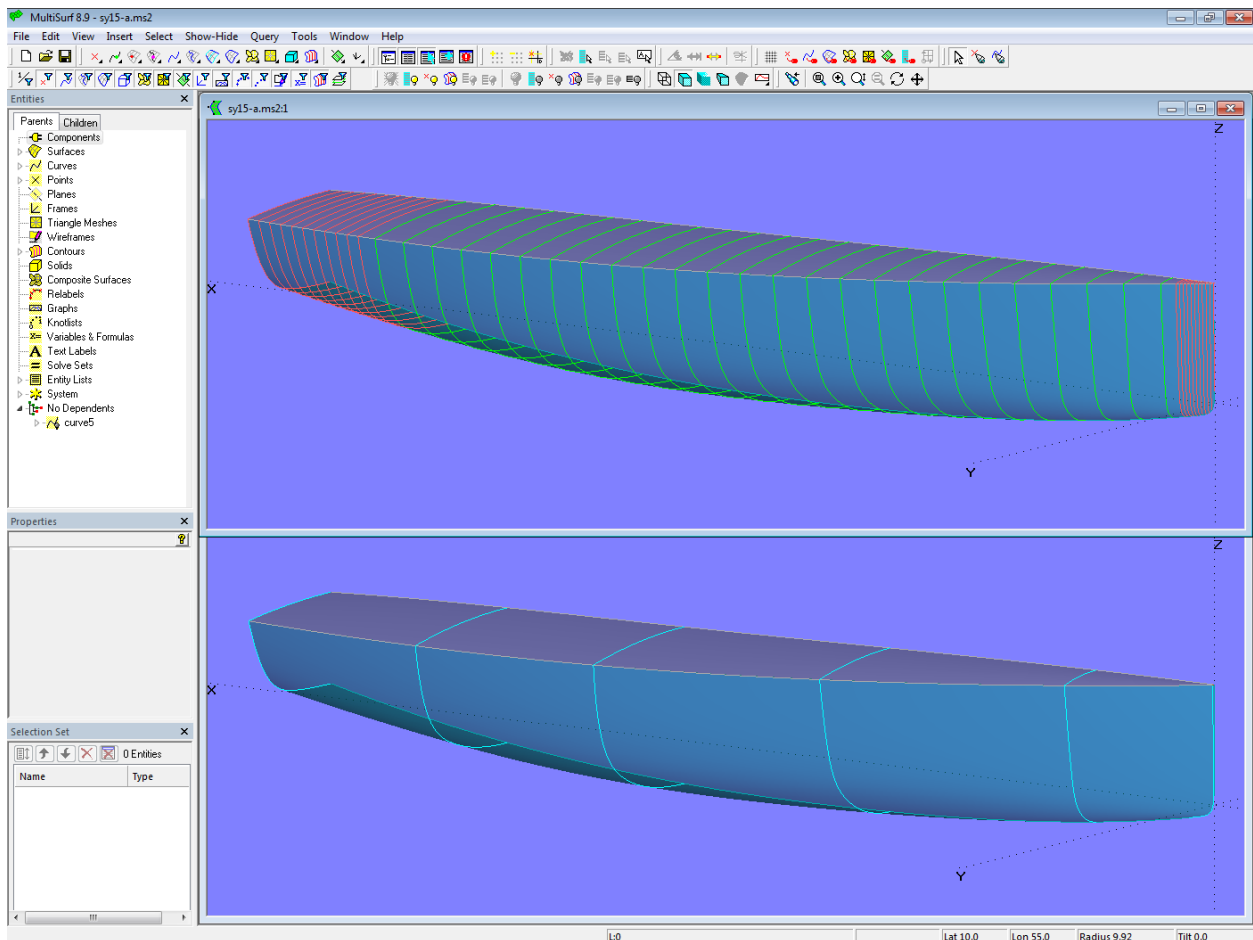 MultiSurf 8.9 - sy15-a.ms2
File Edit View Insert Select Show-Hide Query Tools Window Help
Entities
Parents Children
Components
Surfaces
Curves
Points
Planes
Frames
Triangle Meshes
Wireframes
Contours
Solids
Composite Surfaces
Relabels
Graphs
Knotlists
Variables & Formulas
Text Labels
Solve Sets
Entity Lists
System
No Dependents
curve5
Properties
Selection Set
0 Entities
Name Type
sy15-a.ms2:1
Z
X
Y
Z
X
Y
L:0 Lat 10.0 Lon 55.0 Radius 9.92 Tilt 0.0